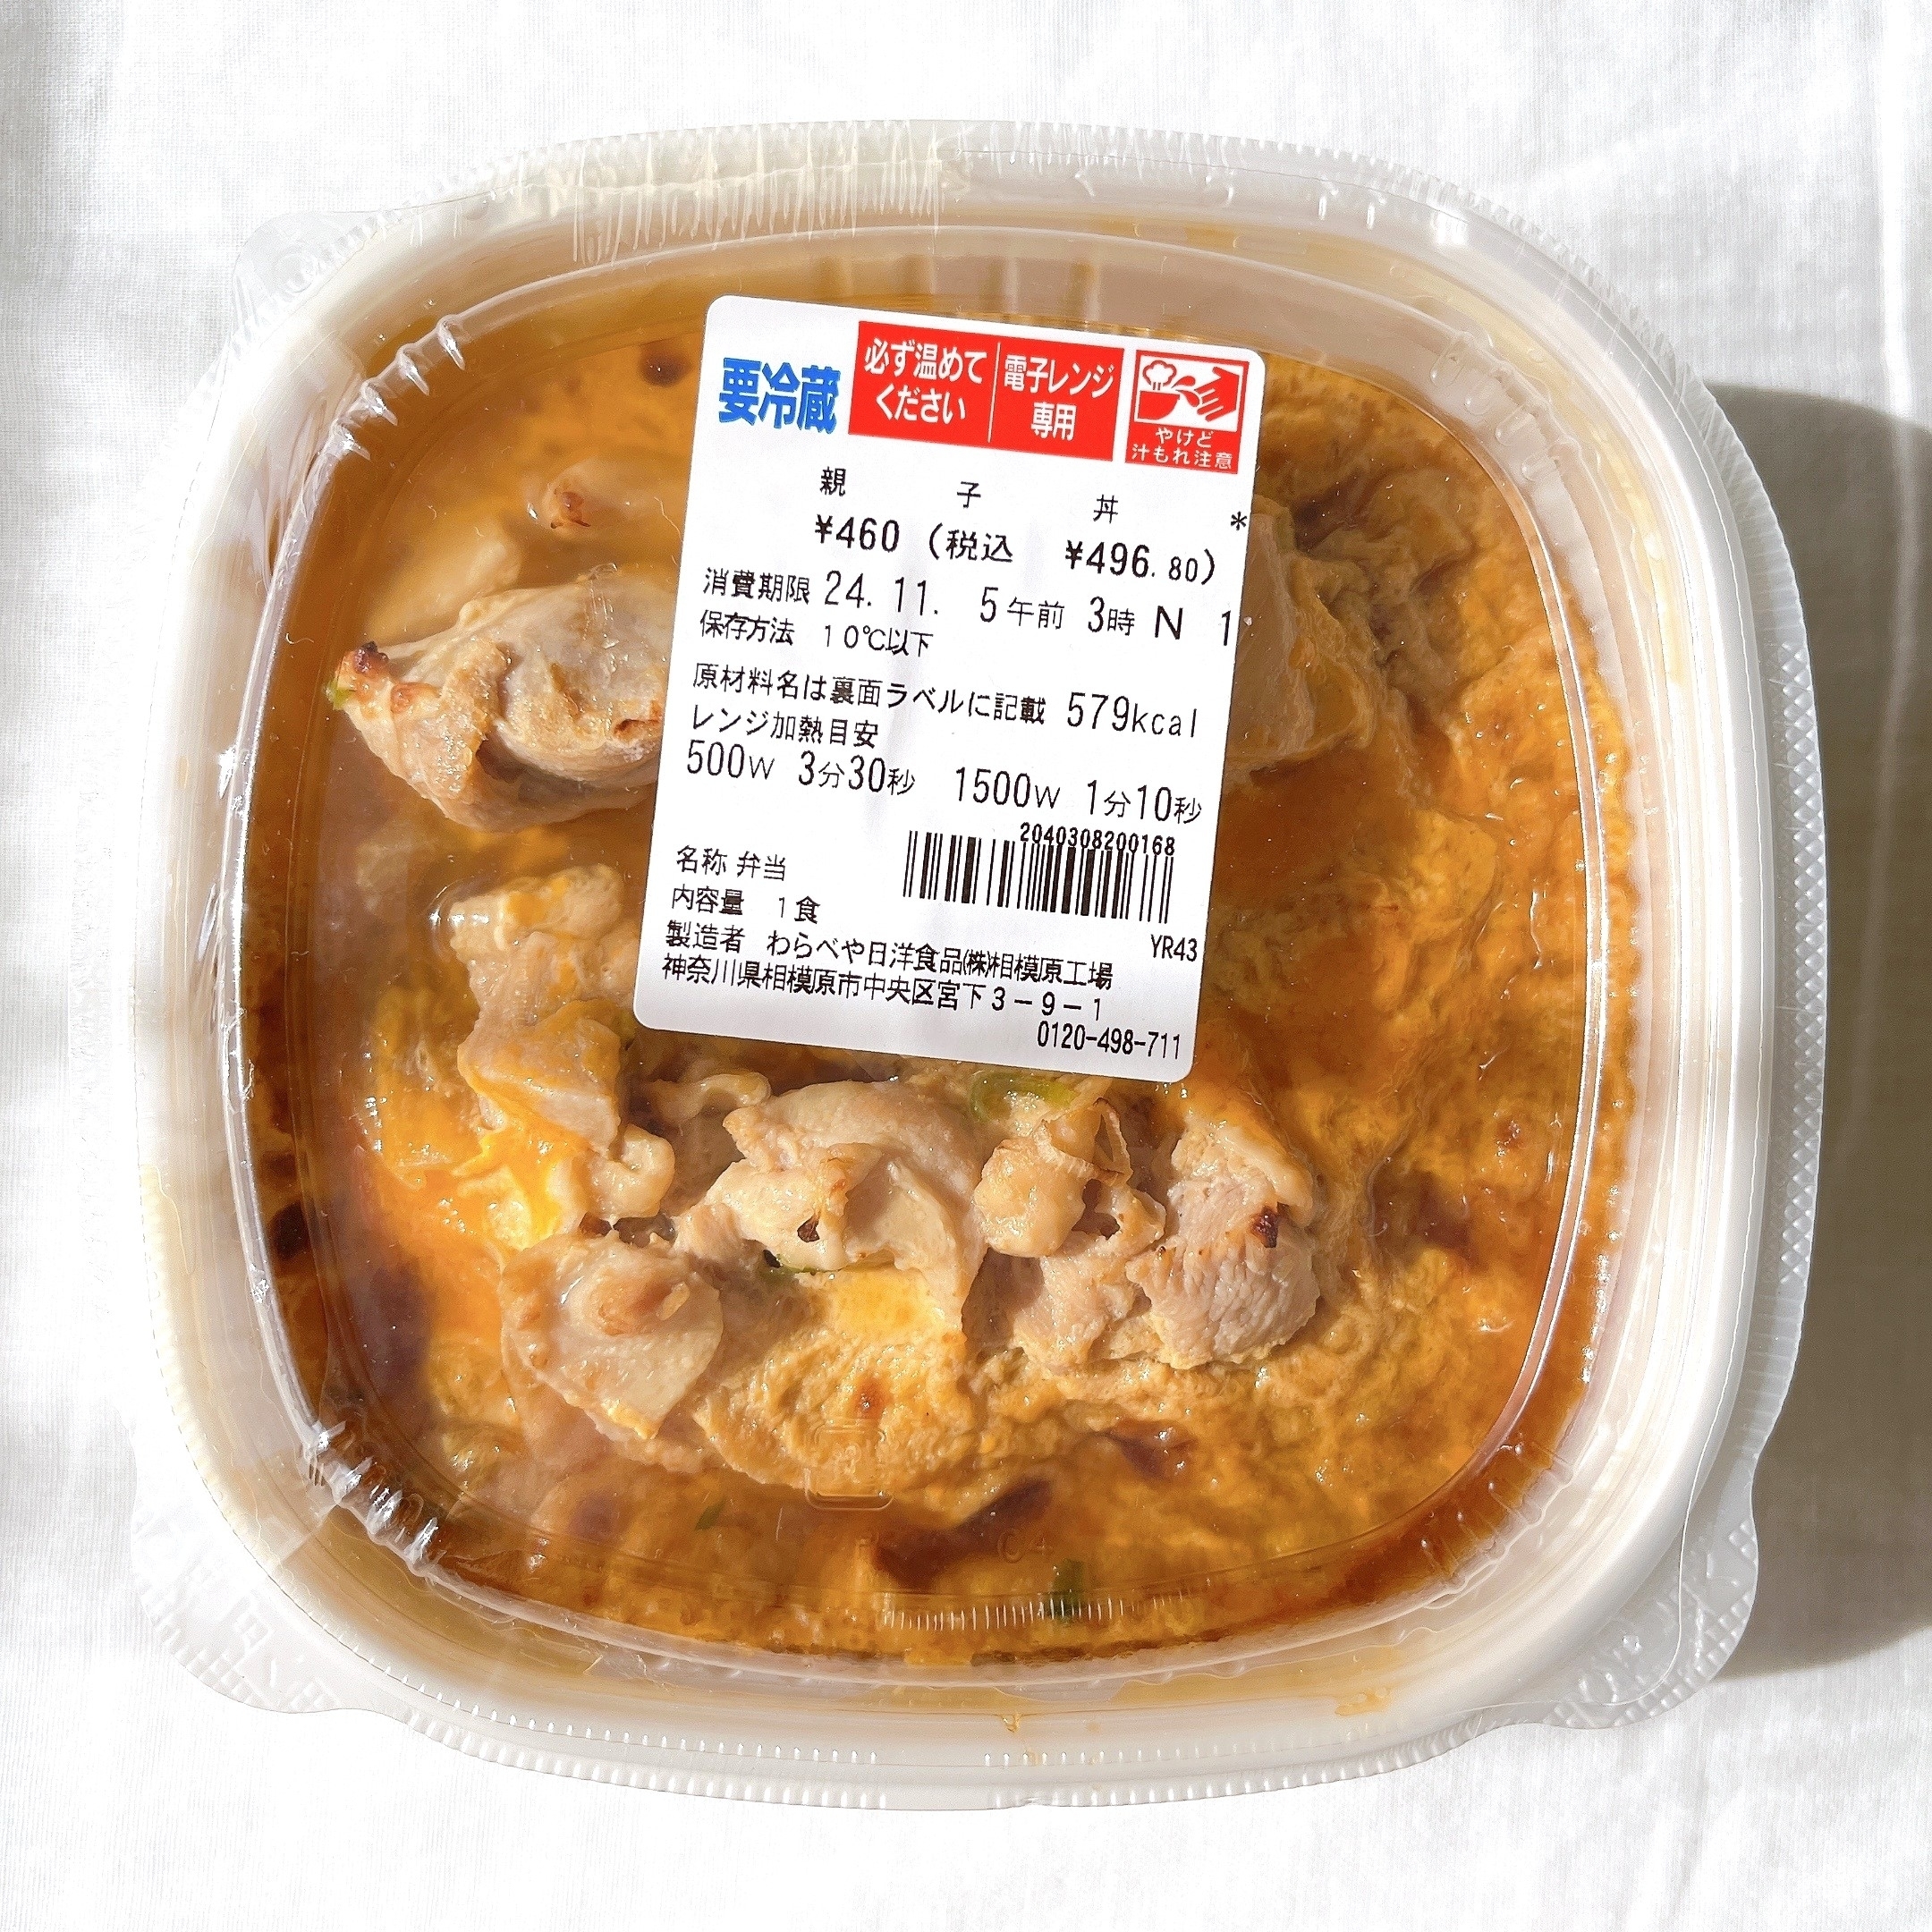 要冷蔵 必ず温めて 電子レンジ
ください 専用
やけど
汁もれ注意
親 子 丼 *
¥460 (税込 ¥496.80)
消費期限 24.11. 5午前 3時 N 1
保存方法 10℃以下
原材料名は裏面ラベルに記載 579kcal
レンジ加熱目安
500W 3分30秒 1500W 1分10秒
2040308200168
名称 弁当
内容量 1食
YR43
製造者 わらべや日洋食品㈱相模原工場
神奈川県相模原市中央区宮下3-9-1
0120-498-711